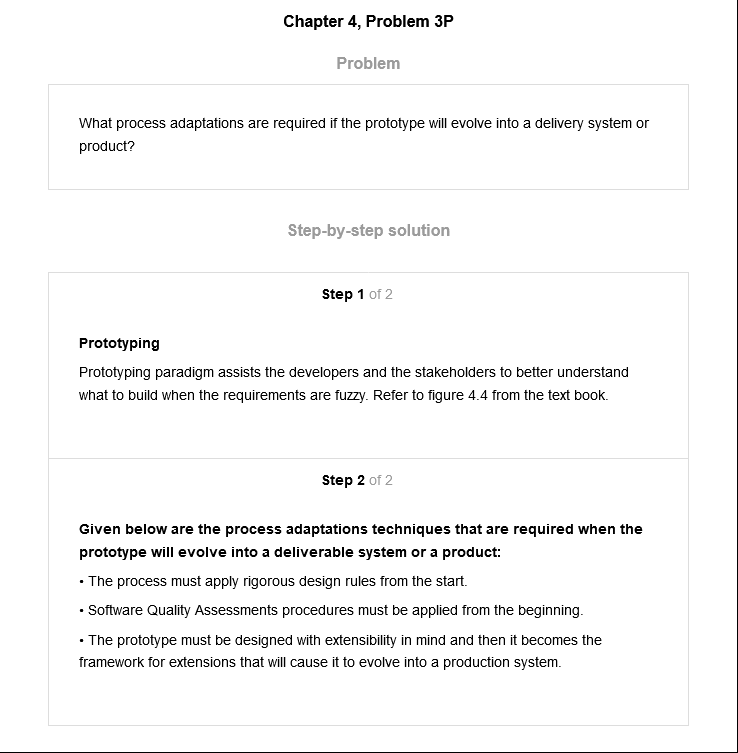 Chapter 4, Problem 3P
Problem
What process adaptations are required if the prototype will evolve into a delivery system or
product?
Step-by-step solution
Step 1 of 2
Prototyping
Prototyping paradigm assists the developers and the stakeholders to better understand
what to build when the requirements are fuzzy. Refer to figure 4.4 from the text book.
Step 2 of 2
Given below are the process adaptations techniques that are required when the
prototype will evolve into a deliverable system or a product:
• The process must apply rigorous design rules from the start.
• Software Quality Assessments procedures must be applied from the beginning.
• The prototype must be designed with extensibility in mind and then it becomes the
framework for extensions that will cause it to evolve into a production system.